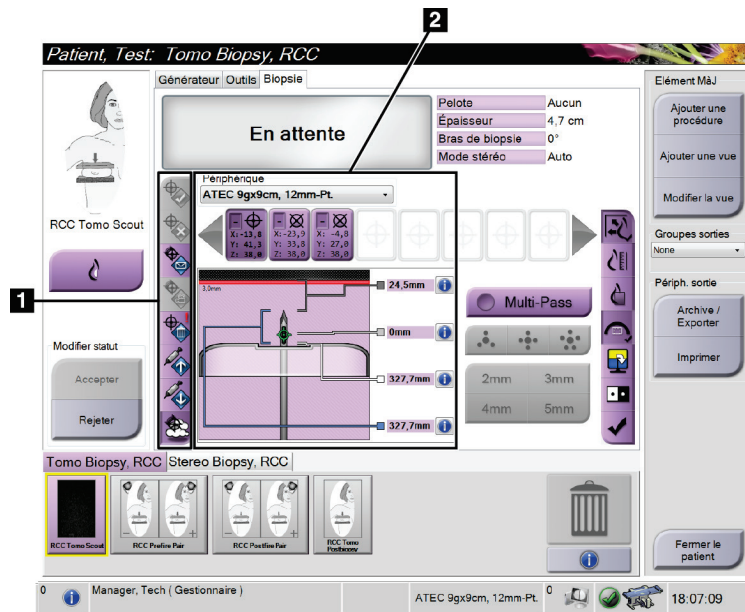 2
Patient, Test: Tomo Biopsy, RCC
Générateur Outils Biopsie
Elément MàJ
En attente
Pelote Aucun
Épaisseur 4,7 cm
Bras de biopsie 0°
Mode stéréo Auto
Ajouter une procédure
Ajouter une vue
Modifier la vue
Périphérique
ATEC 9gx9cm, 12mm-Pt.
RCC Tomo Scout
X:-13,8 X:-23,9 X: -4,8
Y: 41,3 Y: 33,8 Y: 27,0
Z: 38,0 Z: 38,0 Z: 38,0
Groupes sorties
None
Périph. sortie
1
3,0mm
24,5mm
Multi-Pass
Archive / Exporter
0mm
Modifier statut
Imprimer
Accepter
327,7mm
2mm 3mm
Rejeter
4mm 5mm
327,7mm
Tomo Biopsy, RCC Stereo Biopsy, RCC
RCC Tomo Scout
RCC Prefire Pair
RCC Postfire Pair
RCC Tomo Postbiopsy
Fermer le patient
0 Manager, Tech ( Gestionnaire ) ATEC 9gx9cm, 12mm-Pt. 0 18:07:09